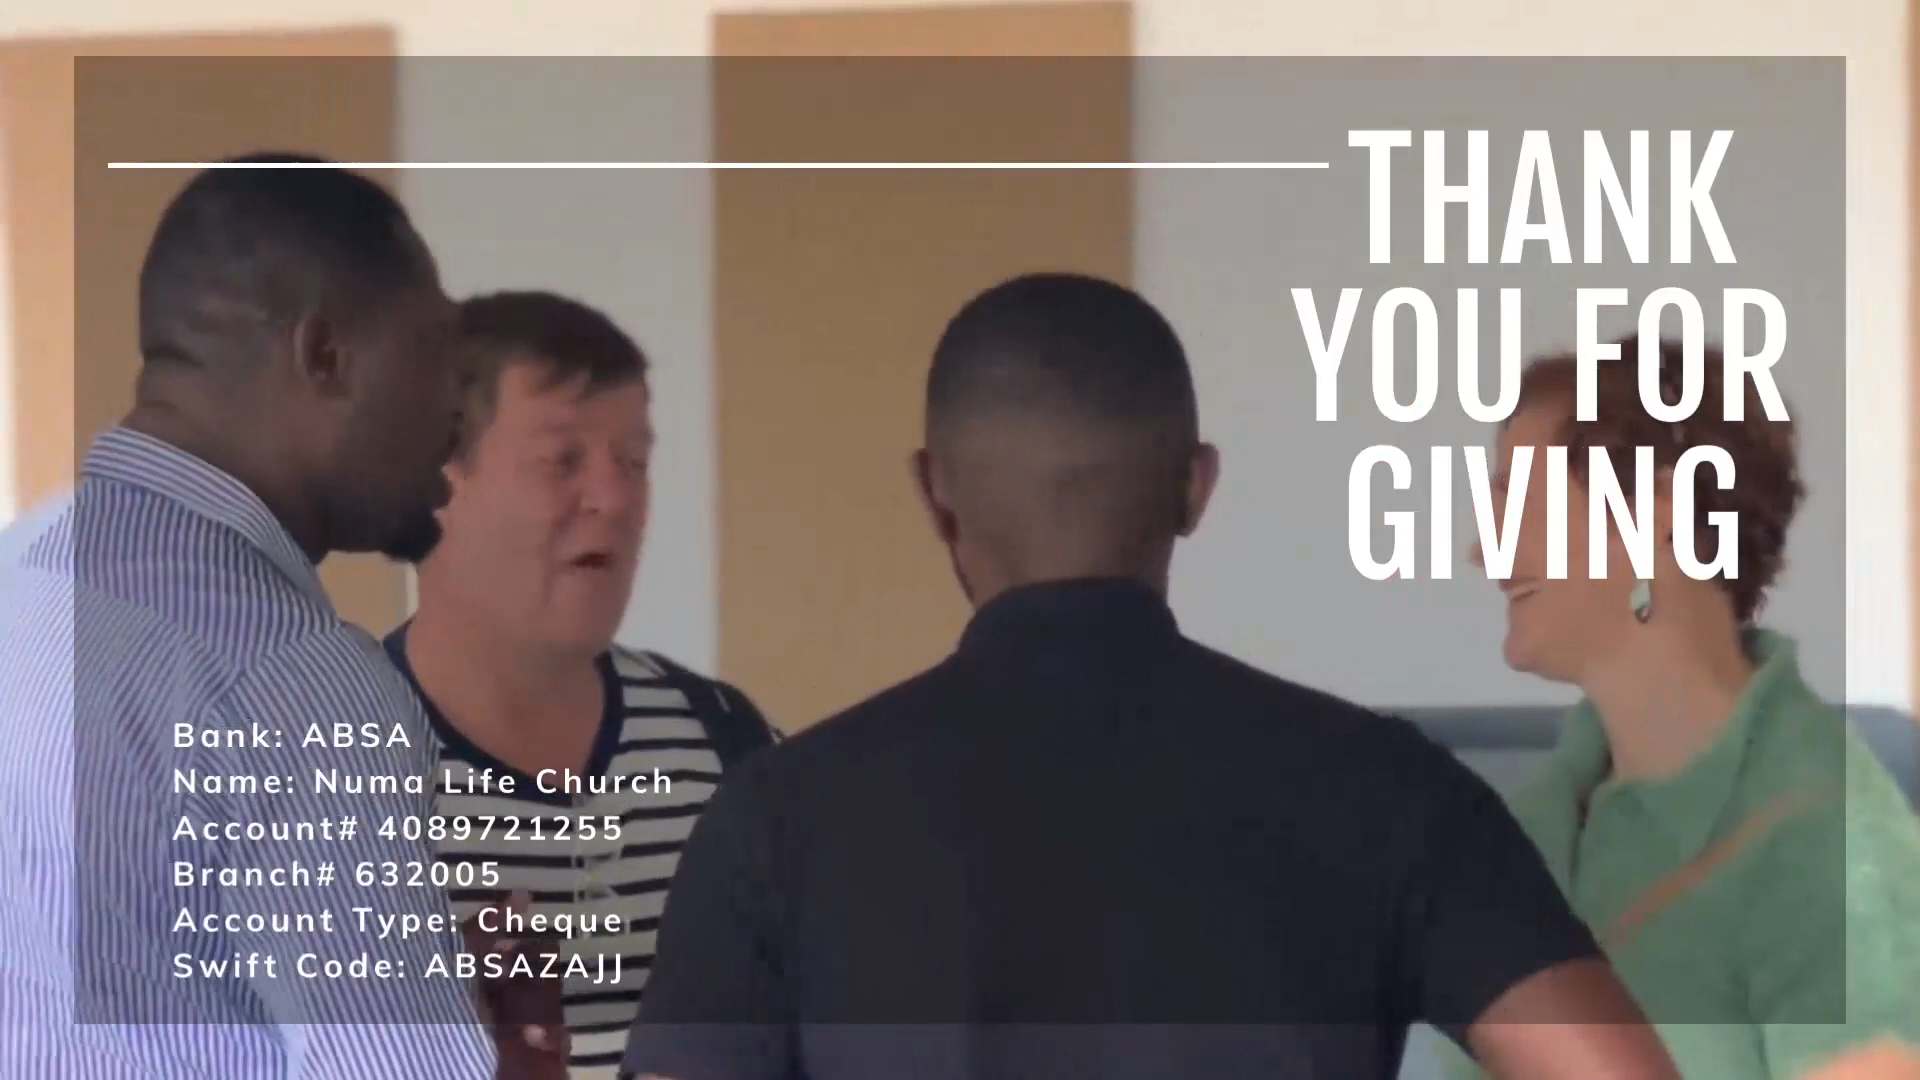 THANK
YOU FOR
GIVING
Bank: ABSA
Name: Numa Life Church
Account# 4089721255
Branch# 632005
Account Type: Cheque
Swift Code: ABSAZAJJ